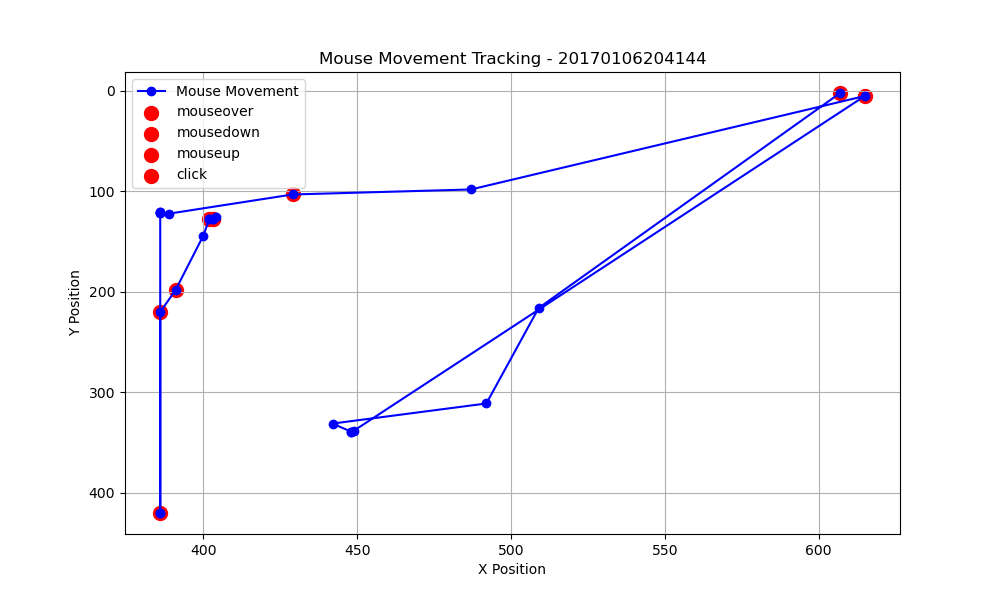 Mouse Movement Tracking - 20170106204144
Mouse Movement
mouseover
mousedown
mouseup
click
0
100
200
300
400
Y Position
400
450
500
550
600
X Position